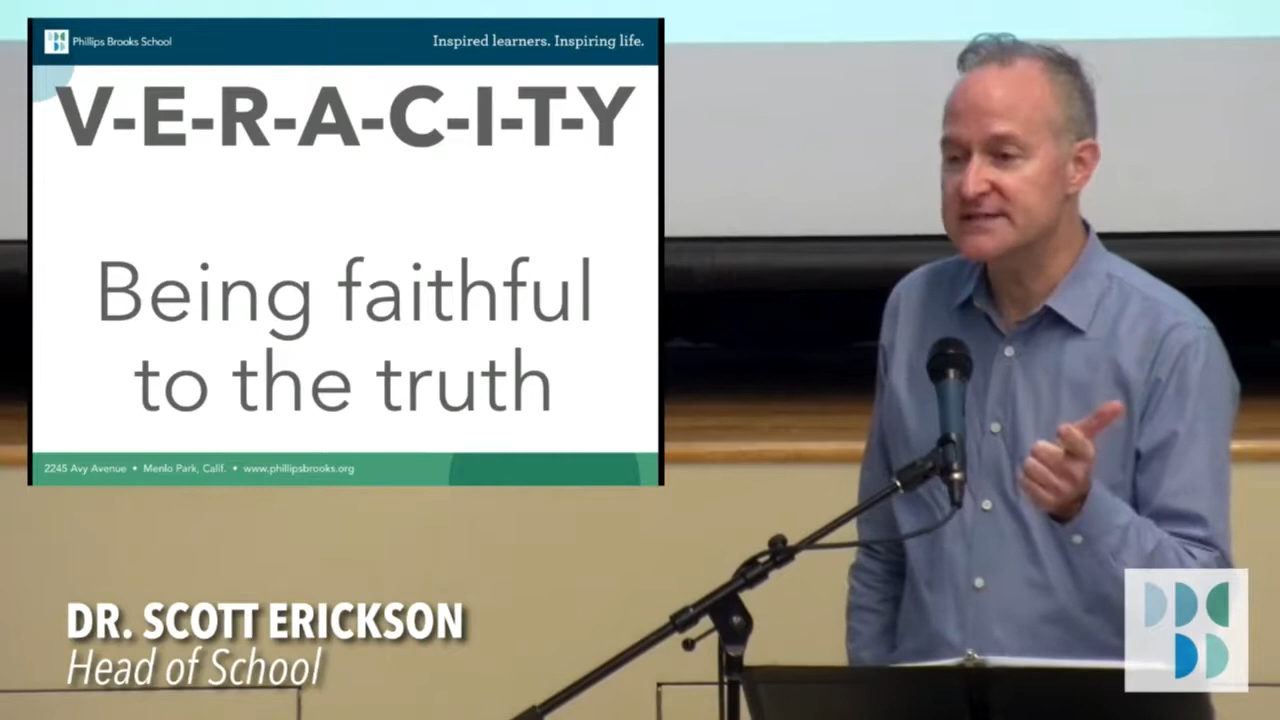 Phillips Brooks School
Inspired learners. Inspiring life.
V-E-R-A-C-I-T-Y
Being faithful
to the truth
2245 Avy Avenue • Menlo Park, Calif. • www.phillipsbrooks.org
DR. SCOTT ERICKSON
Head of School